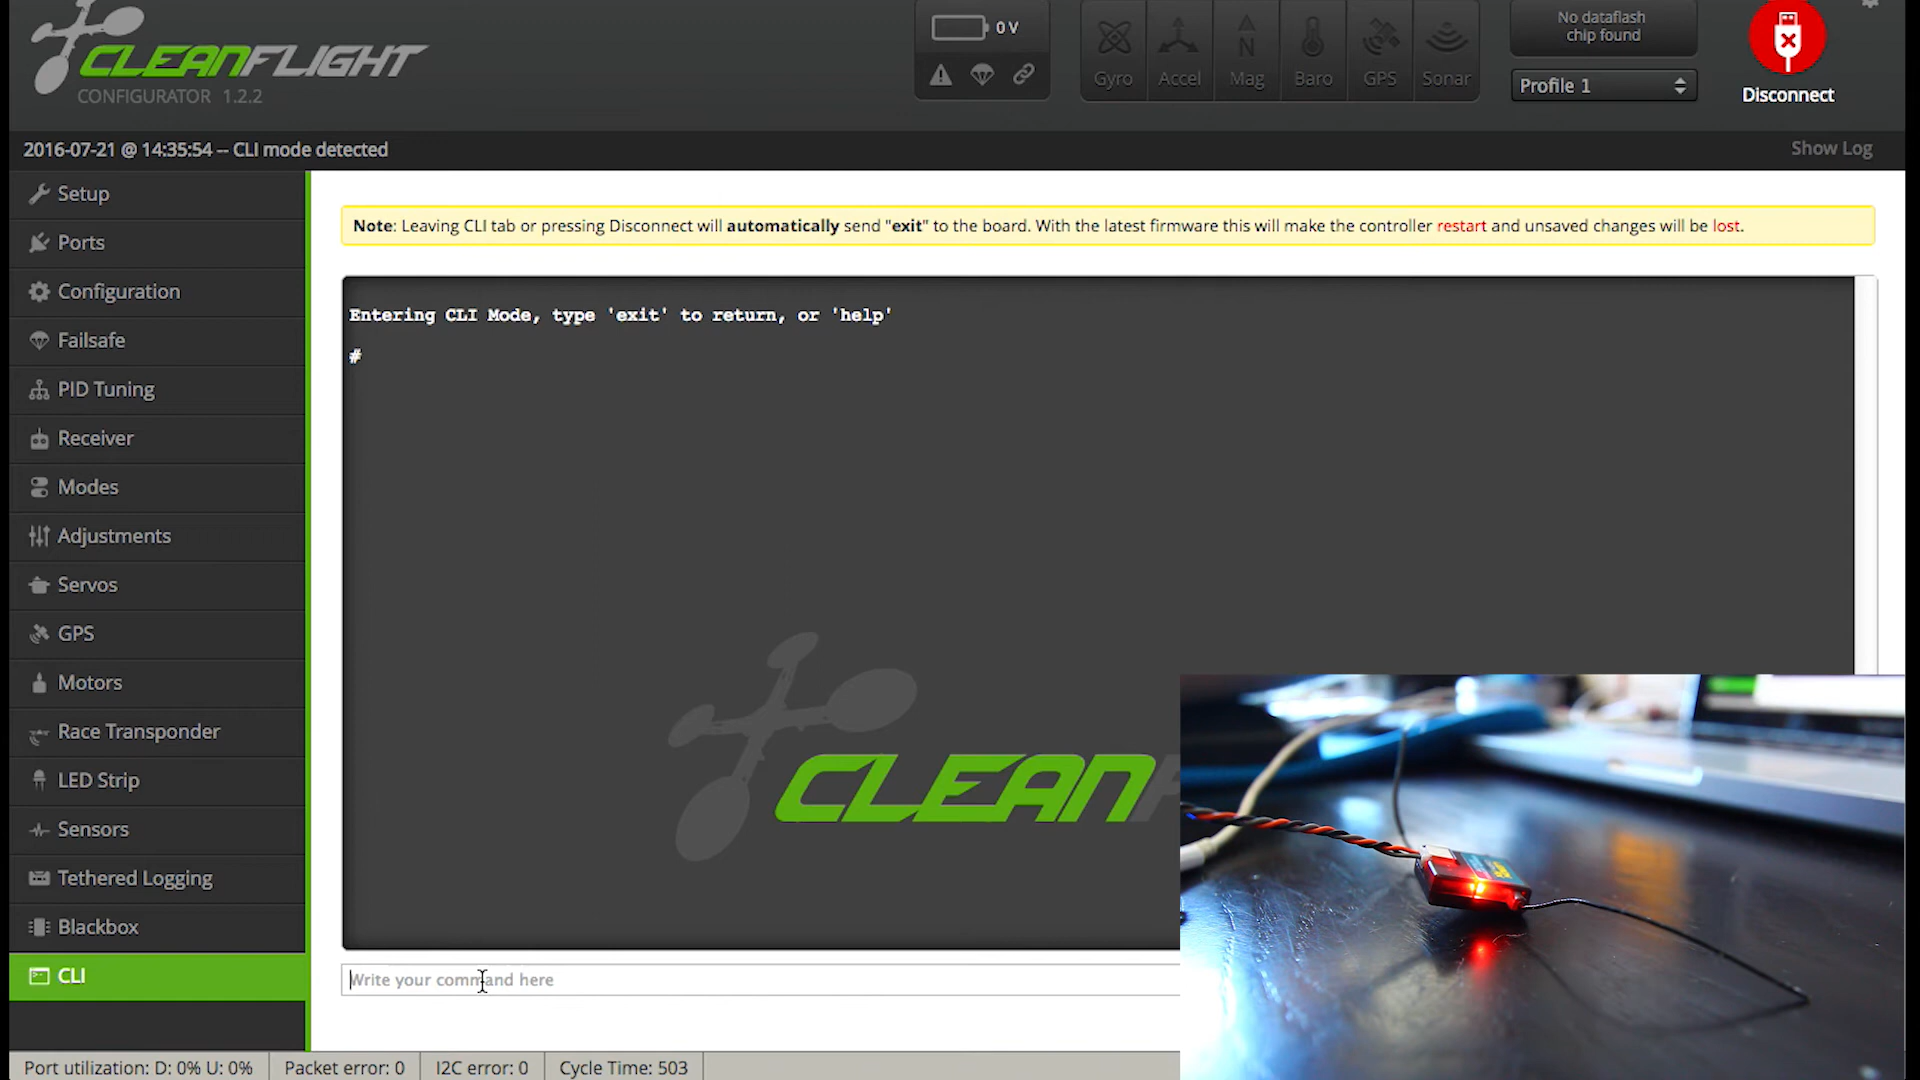 CLEANFLIGHT
CONFIGURATOR 1.2.2
0 V
Gyro
Accel
Mag
Baro
GPS
Sonar
No dataflash
chip found
Profile 1
Disconnect
2016-07-21 @ 14:35:54 -- CLI mode detected
Show Log
Setup
Ports
Configuration
Failsafe
PID Tuning
Receiver
Modes
Adjustments
Servos
GPS
Motors
Race Transponder
LED Strip
Sensors
Tethered Logging
Blackbox
CLI
Note: Leaving CLI tab or pressing Disconnect will automatically send "exit" to the board. With the latest firmware this will make the controller restart and unsaved changes will be lost.
Entering CLI Mode, type 'exit' to return, or 'help'
#
CLEAN
Write your command here
Port utilization: D: 0% U: 0%
Packet error: 0
I2C error: 0
Cycle Time: 503